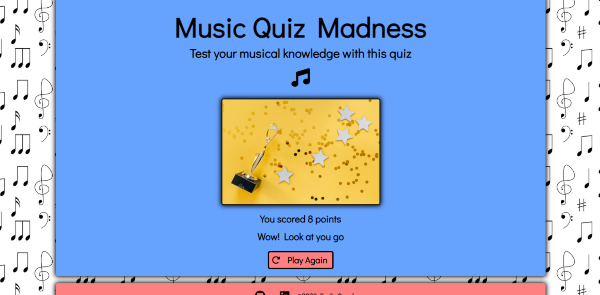 Music Quiz Madness
Test your musical knowledge with this quiz
You scored 8 points
Wow! Look at you go
Play Again